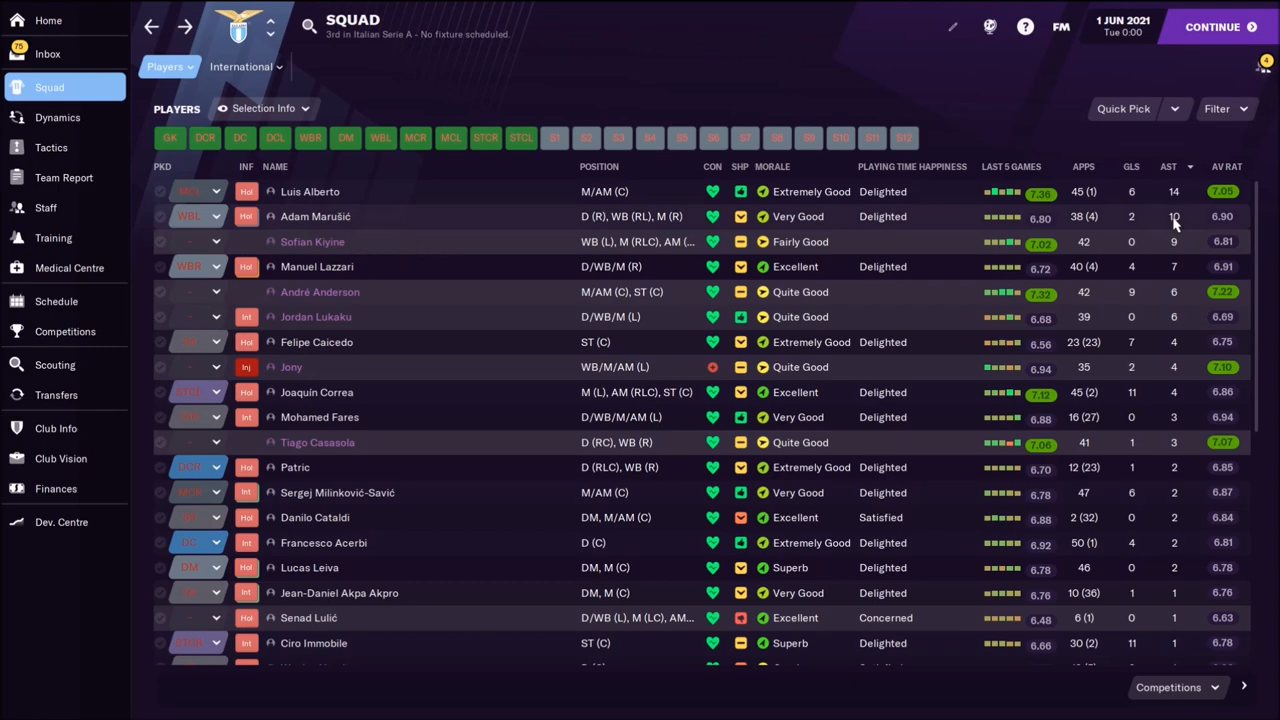 Home
SQUAD
3rd in Italian Serie A - No fixture scheduled.
1 JUN 2021
Tue 0:00
FM
CONTINUE
75
Inbox
Squad
Dynamics
Tactics
Team Report
Staff
Training
Medical Centre
Schedule
Competitions
Scouting
Transfers
Club Info
Club Vision
Finances
Dev. Centre
Players
International
4
PLAYERS
Selection Info
Quick Pick
Filter
GK DCR DC DCL WBR DM WBL MCR MCL STCR STCL S1 S2 S3 S4 S5 S6 S7 S8 S9 S10 S11 S12
PKD INF NAME POSITION CON SHP MORALE PLAYING TIME HAPPINESS LAST 5 GAMES APPS GLS AST AV RAT
MCL Hol Luis Alberto M/AM (C) Extremely Good Delighted 7.36 45 (1) 6 14 7.05
WBL Hol Adam Marušić D (R), WB (RL), M (R) Very Good Delighted 6.80 38 (4) 2 10 6.90
- Sofian Kiyine WB (L), M (RLC), AM (... Fairly Good 7.02 42 0 9 6.81
WBR Hol Manuel Lazzari D/WB/M (R) Excellent Delighted 6.72 40 (4) 4 7 6.91
- André Anderson M/AM (C), ST (C) Quite Good 7.32 42 9 6 7.22
- Int Jordan Lukaku D/WB/M (L) Quite Good 6.68 39 0 6 6.69
Hol Felipe Caicedo ST (C) Excellent Delighted 6.56 23 (23) 7 4 6.75
- Inj Jony WB/M/AM (L) Quite Good 6.94 35 2 4 7.10
STCL Hol Joaquín Correa M (L), AM (RLC), ST (C) Excellent Delighted 7.12 45 (2) 11 4 6.86
Int Mohamed Fares D/WB/M/AM (L) Very Good Delighted 6.88 16 (27) 0 3 6.94
- Tiago Casasola D (RC), WB (R) Quite Good 7.06 41 1 3 7.07
DCR Hol Patric D (RLC), WB (R) Extremely Good Delighted 6.70 12 (23) 1 2 6.85
MCR Int Sergej Milinković-Savić M/AM (C) Very Good Delighted 6.78 47 6 2 6.87
Hol Danilo Cataldi DM, M/AM (C) Excellent Satisfied 6.88 2 (32) 0 2 6.84
DC Int Francesco Acerbi D (C) Extremely Good Delighted 6.92 50 (1) 4 2 6.81
DM Hol Lucas Leiva DM, M (C) Superb Delighted 6.78 46 0 2 6.78
Int Jean-Daniel Akpa Akpro DM, M (C) Very Good Delighted 6.76 10 (36) 1 1 6.76
- Hol Senad Lulić D/WB (L), M (LC), AM... Excellent Concerned 6.48 6 (1) 0 1 6.63
STCR Hol Ciro Immobile ST (C) Superb Delighted 6.66 30 (2) 11 1 6.78
Competitions